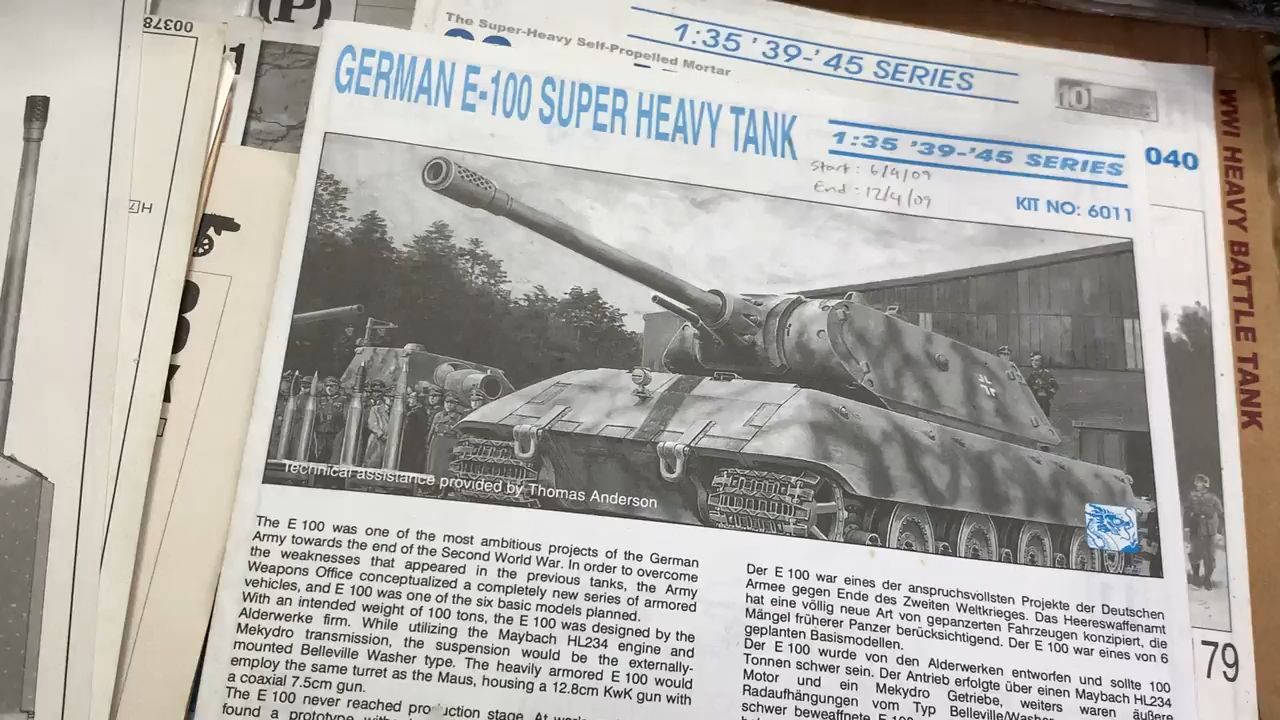 00378
(P)
The Super-Heavy Self-Propelled Mortar
1:35 '39-'45 SERIES
10
GERMAN E-100 SUPER HEAVY TANK
1:35 '39-'45 SERIES
040
Start : 6/4/09
End : 12/4/09
KIT NO: 6011
WWI HEAVY BATTLE TANK
Technical assistance provided by Thomas Anderson
The E 100 was one of the most ambitious projects of the German
Army towards the end of the Second World War. In order to overcome
the weaknesses that appeared in the previous tanks, the Army
Weapons Office conceptualized a completely new series of armored
vehicles, and E 100 was one of the six basic models planned.
With an intended weight of 100 tons, the E 100 was designed by the
Alderwerke firm. While utilizing the Maybach HL234 engine and
Mekydro transmission, the suspension would be the externally-
mounted Belleville Washer type. The heavily armored E 100 would
employ the same turret as the Maus, housing a 12.8cm KwK gun with
a coaxial 7.5cm gun.
The E 100 never reached production stage. At
found a prototype
Der E 100 war eines der anspruchsvollsten Projekte der Deutschen
Armee gegen Ende des Zweiten Weltkrieges. Das Heereswaffenamt
hat eine völlig neue Art von gepanzerten Fahrzeugen konzipiert, die
Mängel früherer Panzer berücksichtigend. Der E 100 war eines von 6
geplanten Basismodellen.
Der E 100 wurde von den Alderwerken entworfen und sollte 100
Tonnen schwer sein. Der Antrieb erfolgte über einen Maybach HL234
Motor und ein Mekydro Getriebe, weiters waren äußere
Radaufhängungen vom Typ Belleville/Washer
schwer beweaffnete E 100
79